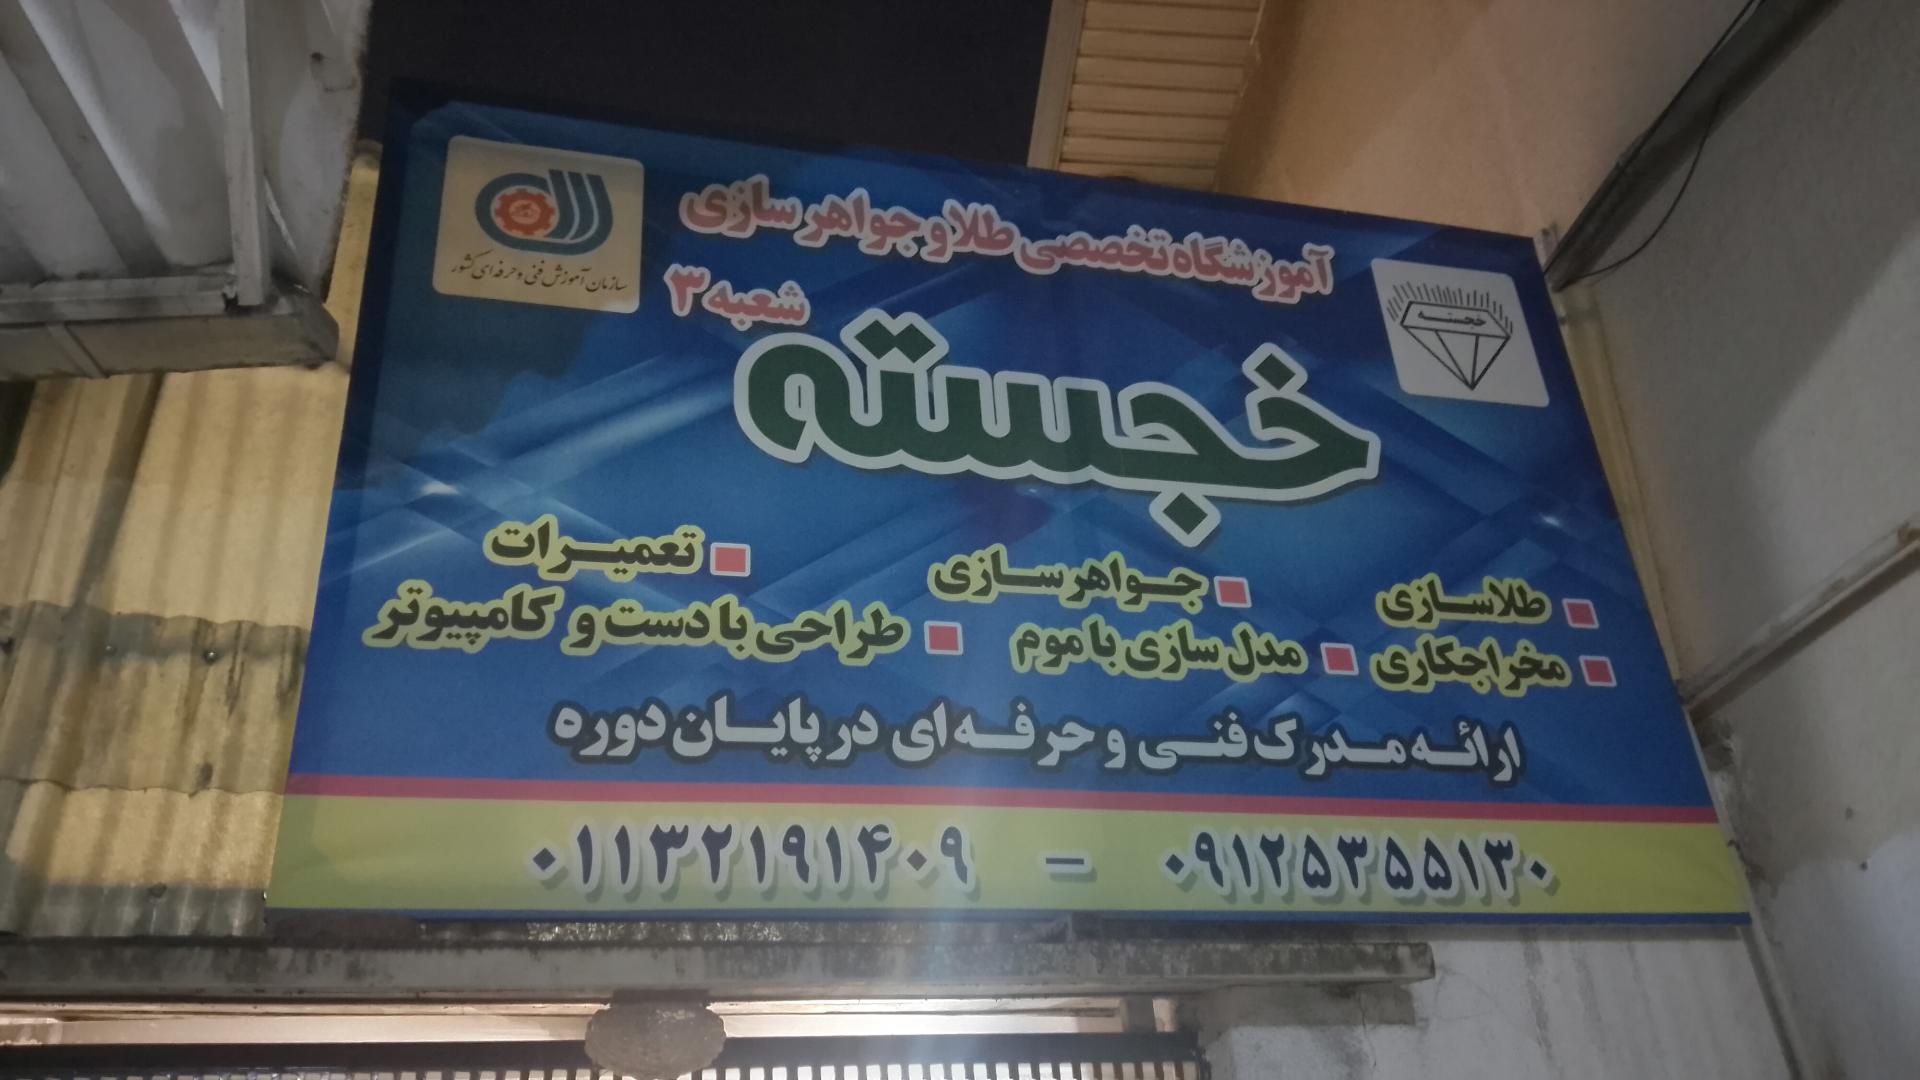 آموزشگاه تخصصی طلا و جواهر سازی
شعبه ۳
خجسته
سازمان آموزش فنی و حرفه ای کشور
خجسته
طلاسازی
جواهرسازی
تعمیرات
مخراجکاری
مدل سازی با موم
طراحی با دست و کامپیوتر
ارائه مدرک فنی و حرفه ای در پایان دوره
۰۱۱۳۲۱۹۱۴۰۹ – ۰۹۱۲۵۳۵۵۱۳۰